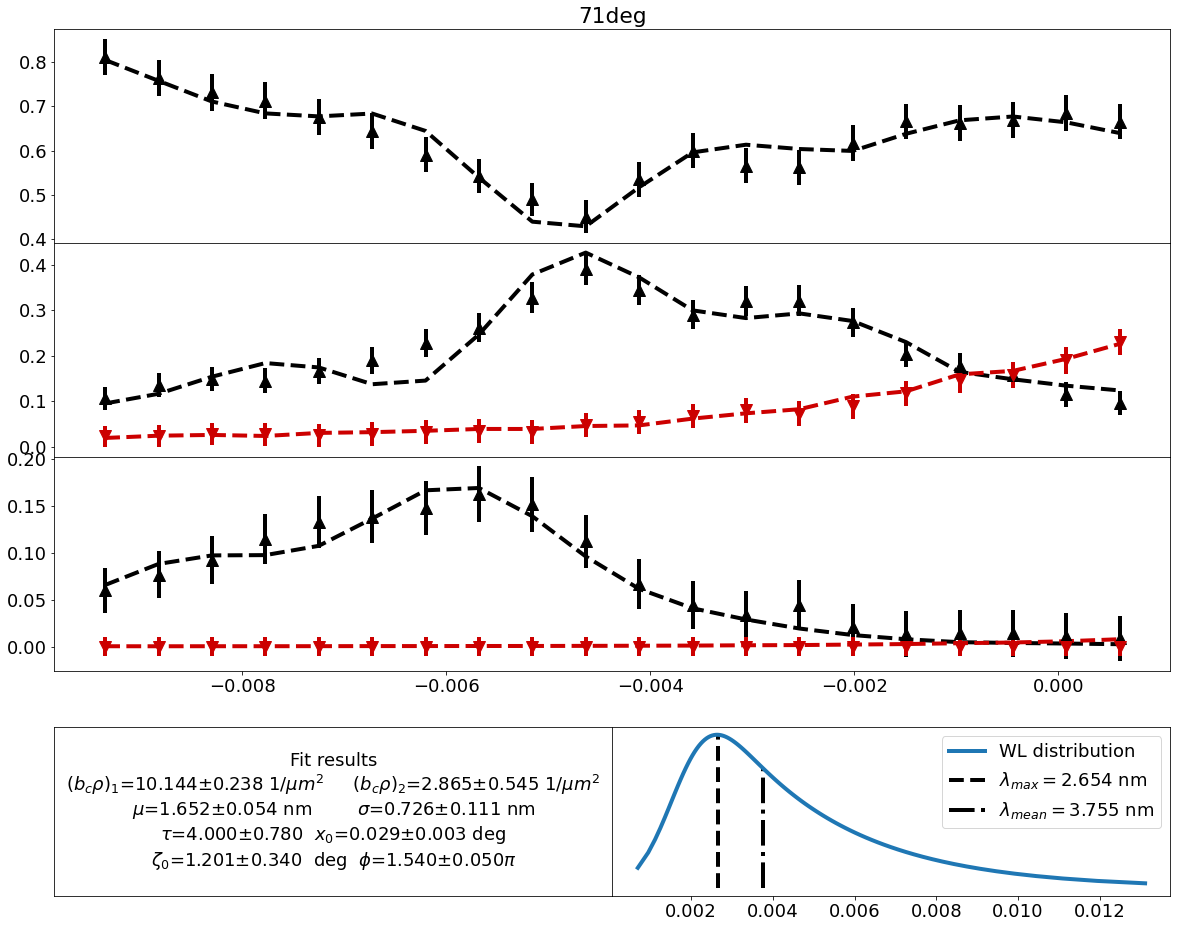 71deg
0.8
0.7
0.6
0.5
0.4
0.4
0.3
0.2
0.1
0.0
0.20
0.15
0.10
0.05
0.00
−0.008 −0.006 −0.004 −0.002 0.000
Fit results
(b_cρ)_1=10.144±0.238 1/μm^2 (b_cρ)_2=2.865±0.545 1/μm^2
μ=1.652±0.054 nm σ=0.726±0.111 nm
τ=4.000±0.780 x_0=0.029±0.003 deg
ζ_0=1.201±0.340 deg ϕ=1.540±0.050π
WL distribution
λ_max = 2.654 nm
λ_mean = 3.755 nm
0.002 0.004 0.006 0.008 0.010 0.012